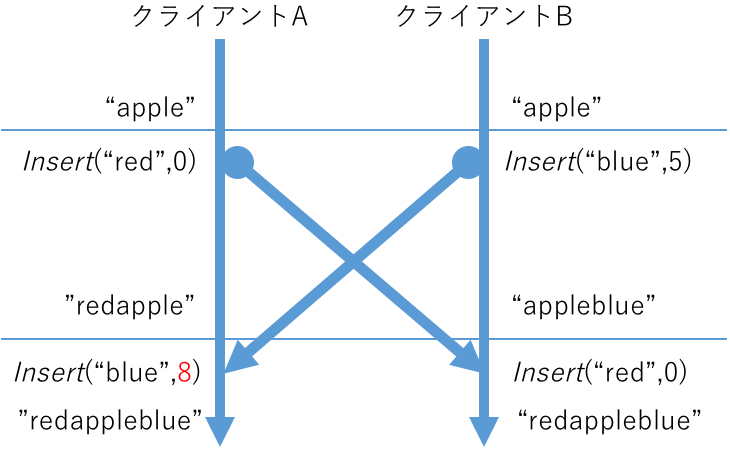 クライアントA クライアントB
“apple” “apple”
Insert(“red”,0) Insert(“blue”,5)
”redapple” “appleblue”
Insert(“blue”,8) Insert(“red”,0)
”redappleblue” “redappleblue”